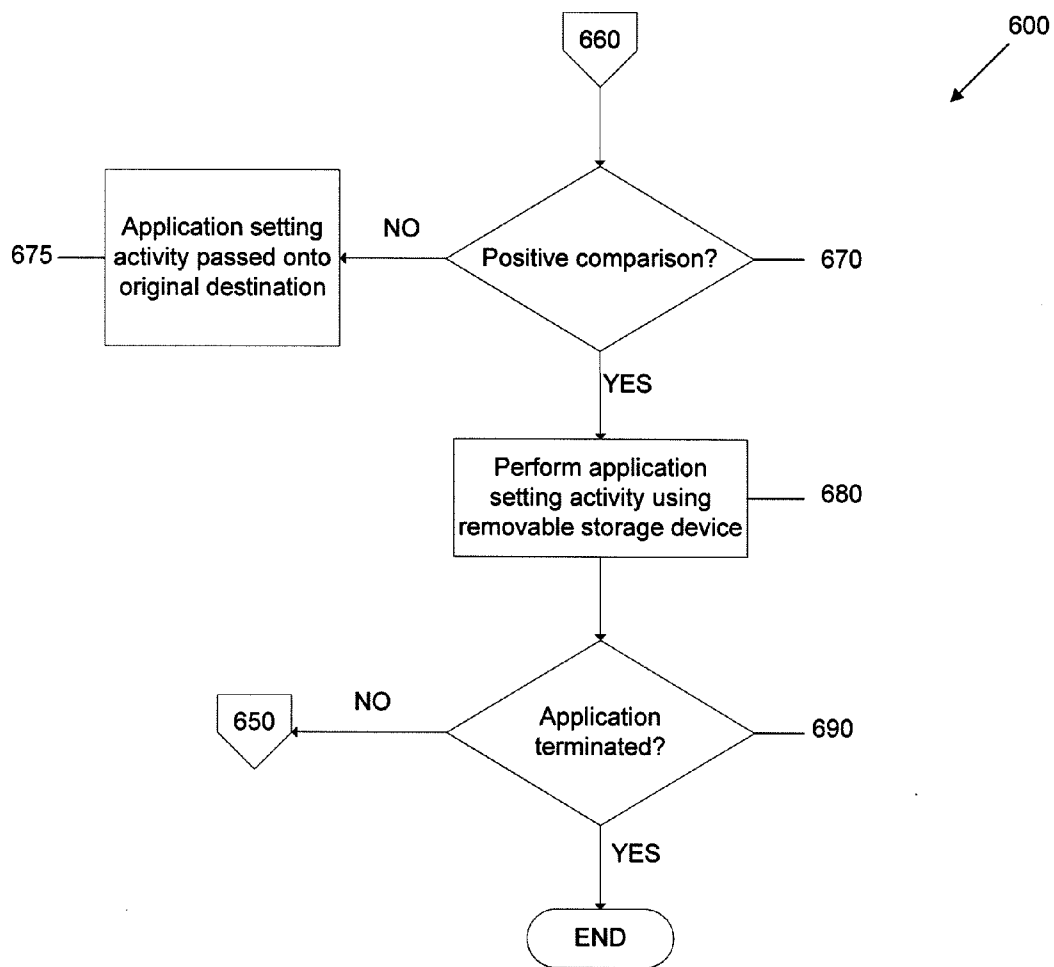 660
600
Application setting
activity passed onto
original destination
675
NO
Positive comparison?
670
YES
Perform application
setting activity using
removable storage device
680
650
NO
Application
terminated?
690
YES
END